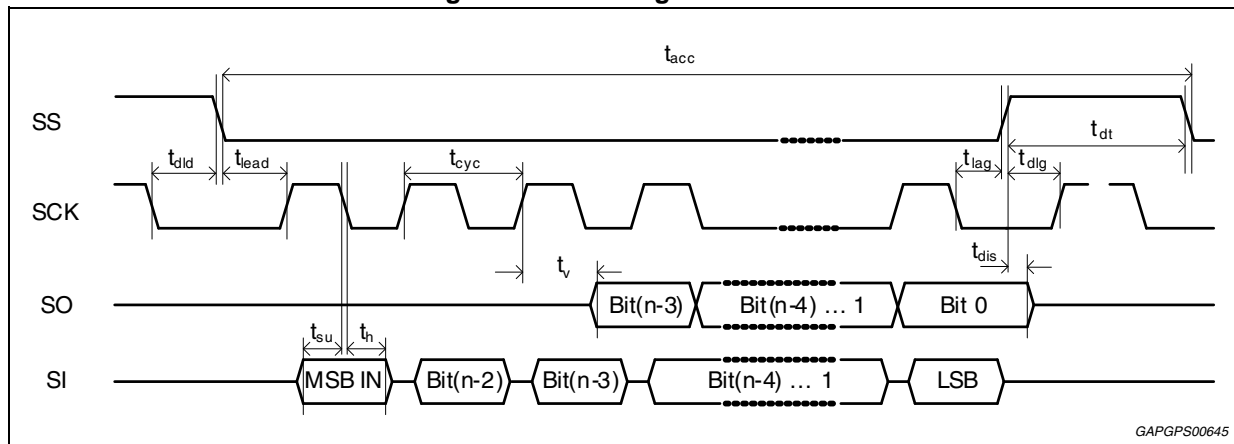 t_acc
SS
t_dt
t_dld
t_lead
t_cyc
t_lag
t_dlg
SCK
t_dis
t_v
SO
Bit(n-3)
Bit(n-4) … 1
Bit 0
t_su
t_h
SI
MSB IN
Bit(n-2)
Bit(n-3)
Bit(n-4) … 1
LSB
GAPGPS00645